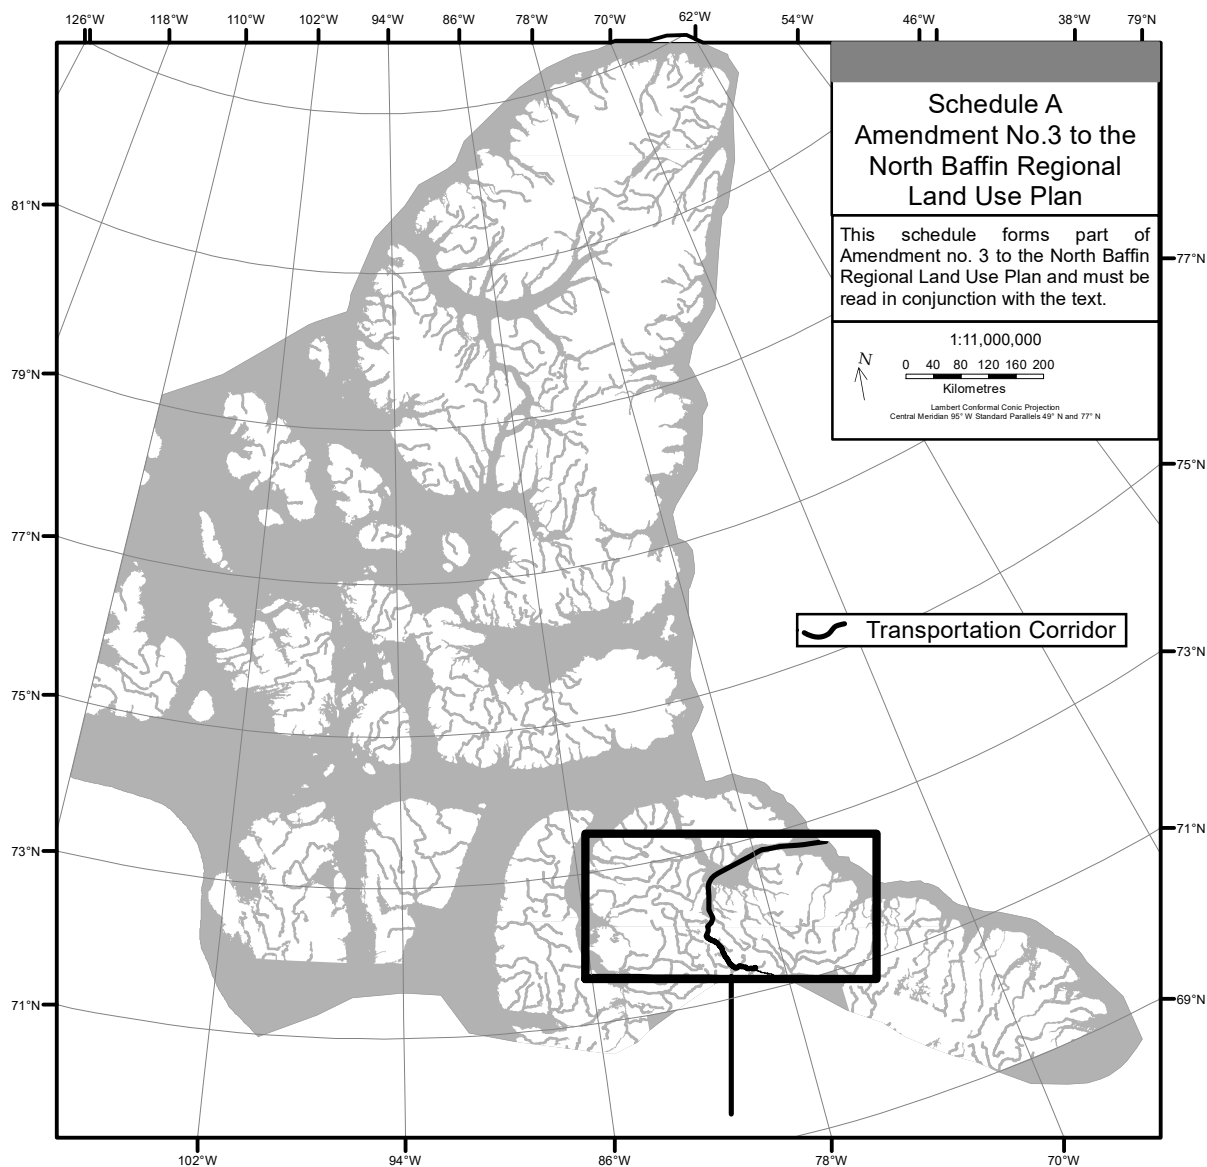 126°W 118°W 110°W 102°W 94°W 86°W 78°W 70°W 62°W 54°W 46°W 38°W 79°N
Schedule A
Amendment No.3 to the
North Baffin Regional
Land Use Plan
This schedule forms part of
Amendment no. 3 to the North Baffin
Regional Land Use Plan and must be
read in conjunction with the text.
1:11,000,000
N
0 40 80 120 160 200
Kilometres
Lambert Conformal Conic Projection
Central Meridian 95° W Standard Parallels 49° N and 77° N
81°N
79°N
77°N
75°N
73°N
71°N
77°N
75°N
73°N
71°N
69°N
Transportation Corridor
102°W 94°W 86°W 78°W 70°W